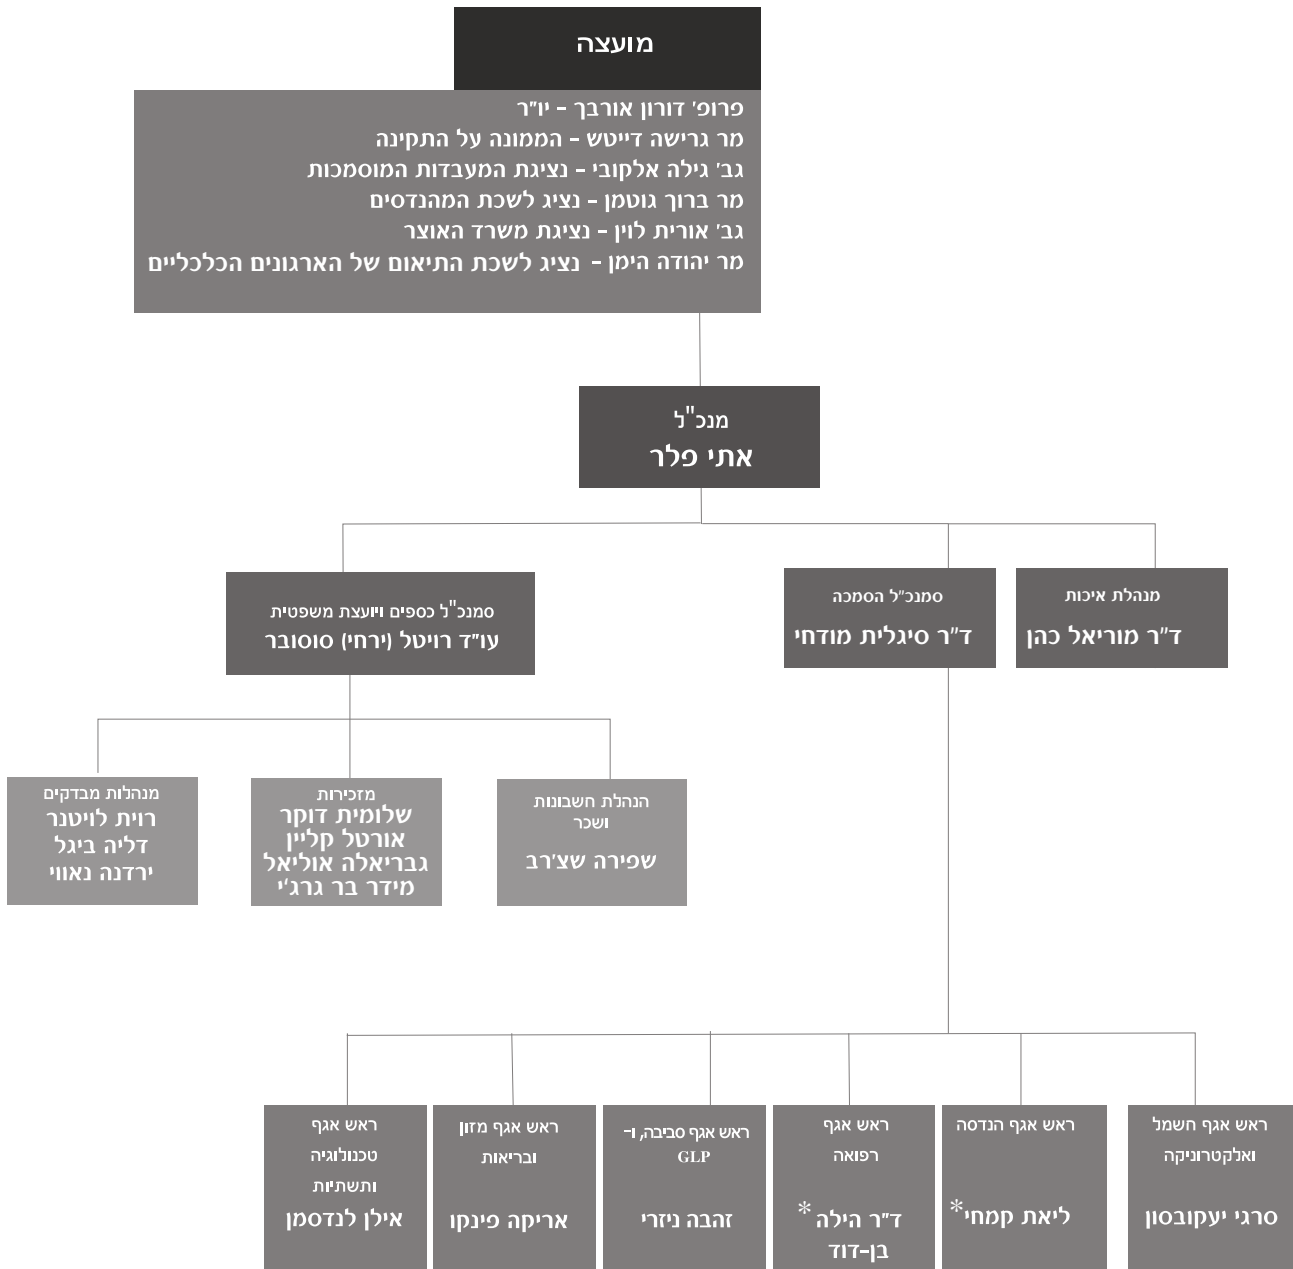 מועצה
פרופ' דורון אורבך - יו"ר
מר גרישה דייטש - הממונה על התקינה
גב' גילה אלקובי - נציגת המעבדות המוסמכות
מר ברוך גוטמן - נציג לשכת המהנדסים
גב' אורית לוין - נציגת משרד האוצר
מר יהודה הימן - נציג לשכת התיאום של הארגונים הכלכליים
מנכ"ל
אתי פלר
מנהלת איכות
ד"ר מוריאל כהן
סמנכ"ל הסמכה
ד"ר סיגלית מודחי
סמנכ"ל כספים ויועצת משפטית
עו"ד רויטל (ירחי) סוסובר
הנהלת חשבונות
ושכר
שפירה שצ'רב
מזכירות
שלומית דוקר
אורטל קליין
גבריאלה אוליאל
מידר בר גרג'י
מנהלות מבדקים
רוית לויטנר
דליה ביגל
ירדנה נאווי
ראש אגף חשמל
ואלקטרוניקה
סרגי יעקובסון
ראש אגף הנדסה
ליאת קמחי*
ראש אגף
רפואה
ד"ר הילה*
בן-דוד
ראש אגף סביבה, ו-
GLP
זהבה ניזרי
ראש אגף מזון
ובריאות
אריקה פינקו
ראש אגף
טכנולוגיה
ותשתיות
אילן לנדסמן